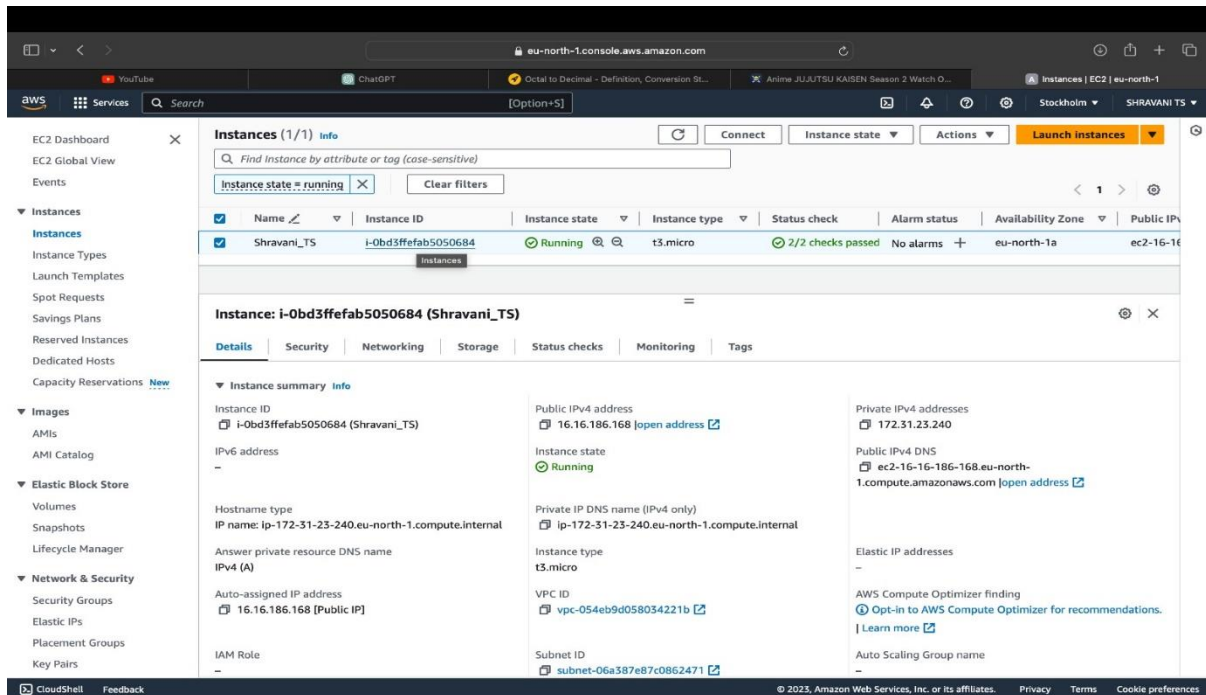 eu-north-1.console.aws.amazon.com
YouTube
ChatGPT
Octal to Decimal - Definition, Conversion St...
Anime JUJUTSU KAISEN Season 2 Watch O...
Instances | EC2 | eu-north-1
aws Services Search [Option+S] Stockholm SHRAVANI TS
EC2 Dashboard
EC2 Global View
Events
Instances
Instances
Instance Types
Launch Templates
Spot Requests
Savings Plans
Reserved Instances
Dedicated Hosts
Capacity Reservations New
Images
AMIs
AMI Catalog
Elastic Block Store
Volumes
Snapshots
Lifecycle Manager
Network & Security
Security Groups
Elastic IPs
Placement Groups
Key Pairs
Instances (1/1) Info
Connect Instance state Actions Launch instances
Find Instance by attribute or tag (case-sensitive)
Instance state = running Clear filters
1
Name Instance ID Instance state Instance type Status check Alarm status Availability Zone Public IPv
Shravani_TS i-0bd3ffefab5050684 Running t3.micro 2/2 checks passed No alarms + eu-north-1a ec2-16-16
Instances
Instance: i-0bd3ffefab5050684 (Shravani_TS)
Details Security Networking Storage Status checks Monitoring Tags
Instance summary Info
Instance ID
i-0bd3ffefab5050684 (Shravani_TS)
Public IPv4 address
16.16.186.168 |open address
Private IPv4 addresses
172.31.23.240
IPv6 address
–
Instance state
Running
Public IPv4 DNS
ec2-16-16-186-168.eu-north-
1.compute.amazonaws.com |open address
Hostname type
IP name: ip-172-31-23-240.eu-north-1.compute.internal
Private IP DNS name (IPv4 only)
ip-172-31-23-240.eu-north-1.compute.internal
Answer private resource DNS name
IPv4 (A)
Instance type
t3.micro
Elastic IP addresses
–
Auto-assigned IP address
16.16.186.168 [Public IP]
VPC ID
vpc-054eb9d058034221b
AWS Compute Optimizer finding
Opt-in to AWS Compute Optimizer for recommendations.
| Learn more
IAM Role
–
Subnet ID
subnet-06a387e87c0862471
Auto Scaling Group name
–
CloudShell Feedback © 2023, Amazon Web Services, Inc. or its affiliates. Privacy Terms Cookie preferences